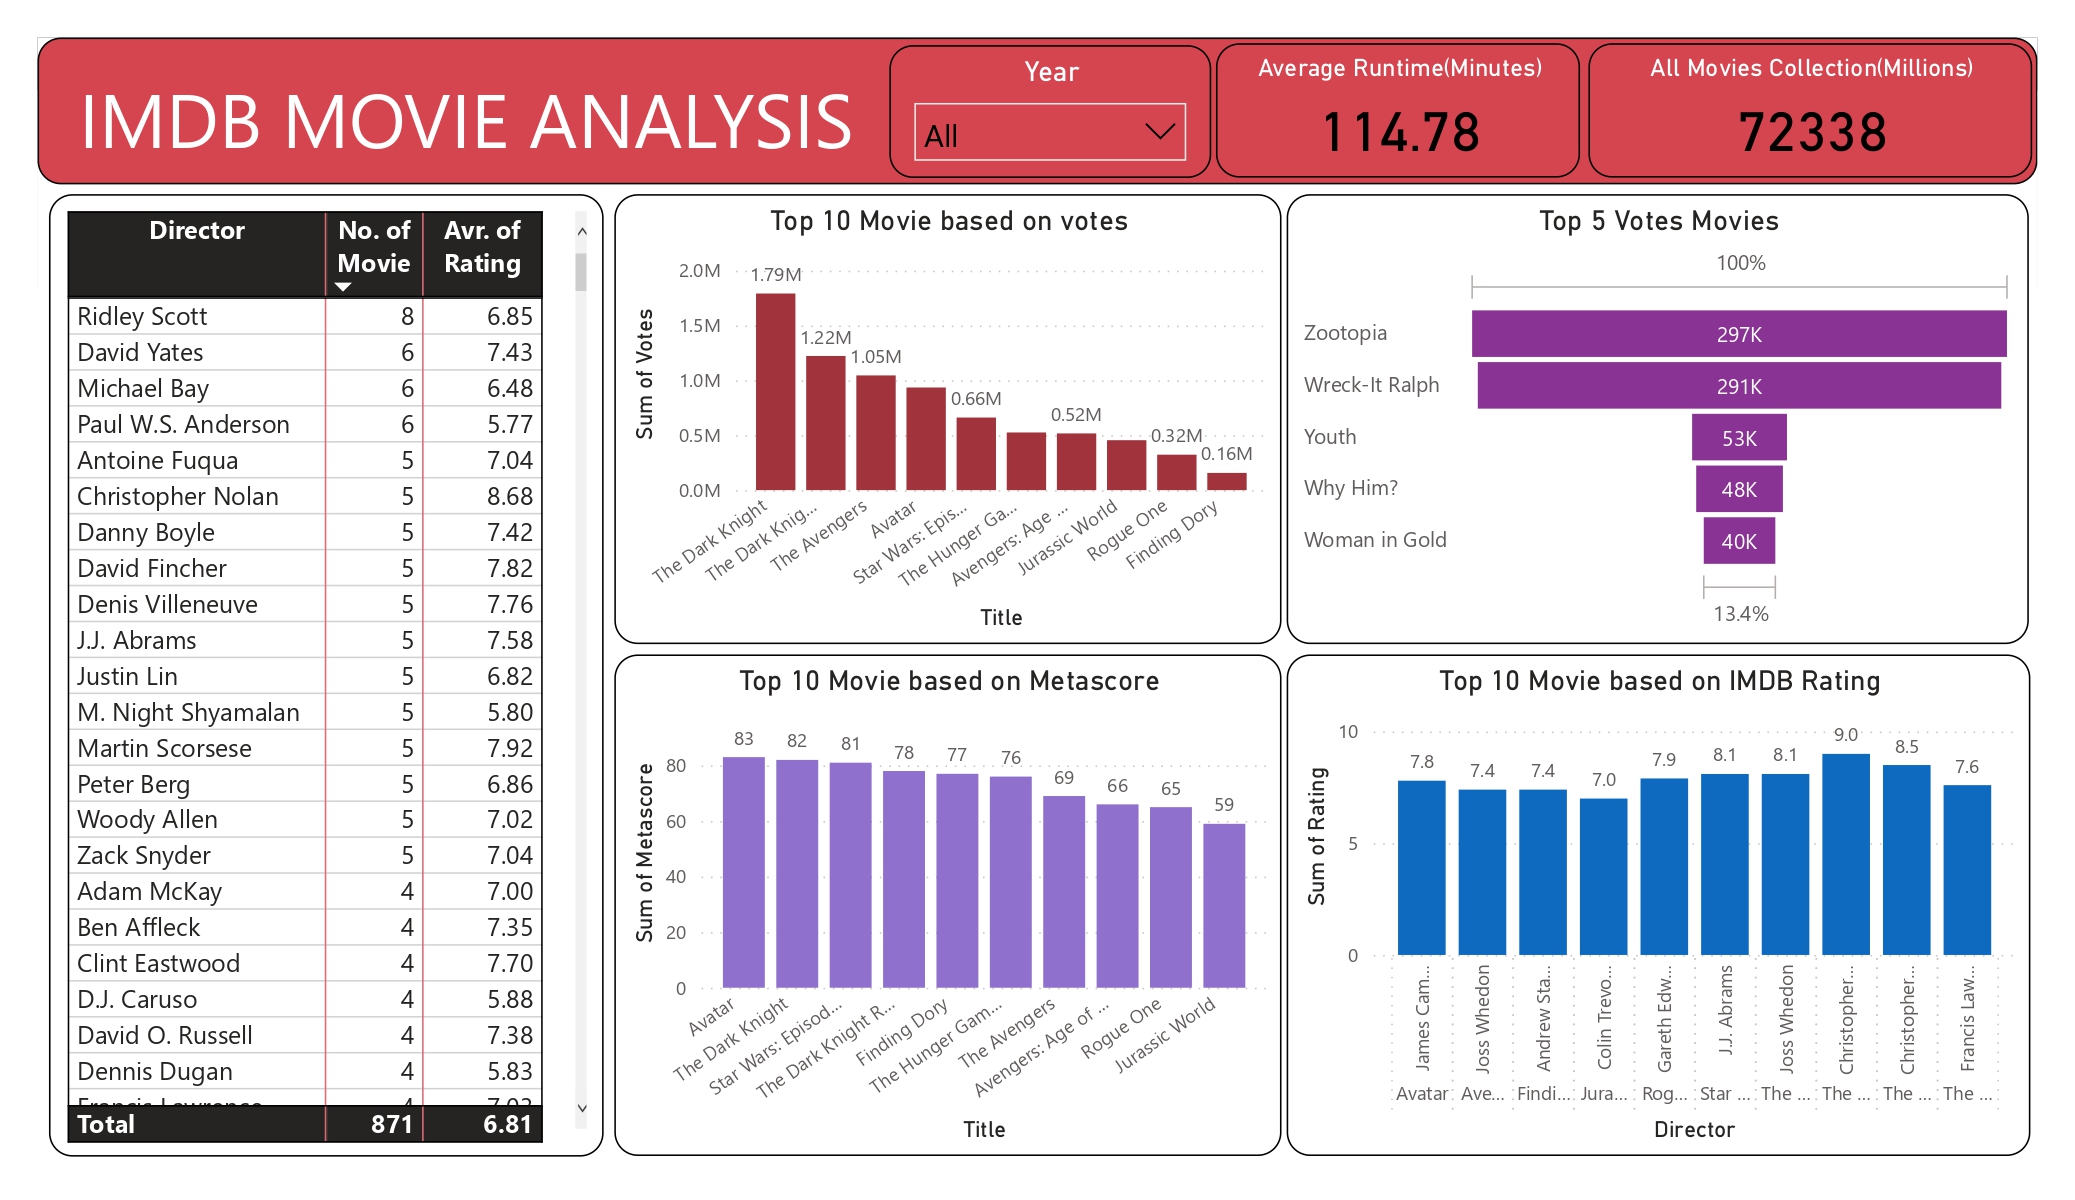 IMDB MOVIE ANALYSIS
Year
All
Average Runtime(Minutes)
114.78
All Movies Collection(Millions)
72338
Director No. of Movie Avr. of Rating
Ridley Scott 8 6.85
David Yates 6 7.43
Michael Bay 6 6.48
Paul W.S. Anderson 6 5.77
Antoine Fuqua 5 7.04
Christopher Nolan 5 8.68
Danny Boyle 5 7.42
David Fincher 5 7.82
Denis Villeneuve 5 7.76
J.J. Abrams 5 7.58
Justin Lin 5 6.82
M. Night Shyamalan 5 5.80
Martin Scorsese 5 7.92
Peter Berg 5 6.86
Woody Allen 5 7.02
Zack Snyder 5 7.04
Adam McKay 4 7.00
Ben Affleck 4 7.35
Clint Eastwood 4 7.70
D.J. Caruso 4 5.88
David O. Russell 4 7.38
Dennis Dugan 4 5.83
Francis Lawrence 4 7.03
Total 871 6.81
Top 10 Movie based on votes
Sum of Votes
2.0M
1.5M
1.0M
0.5M
0.0M
1.79M
1.22M
1.05M
0.66M
0.52M
0.32M
0.16M
The Dark Knight
The Dark Knig...
The Avengers
Avatar
Star Wars: Epis...
The Hunger Ga...
Avengers: Age ...
Jurassic World
Rogue One
Finding Dory
Title
Top 5 Votes Movies
100%
Zootopia 297K
Wreck-It Ralph 291K
Youth 53K
Why Him? 48K
Woman in Gold 40K
13.4%
Top 10 Movie based on Metascore
Sum of Metascore
80
60
40
20
0
83
82
81
78
77
76
69
66
65
59
Avatar
The Dark Knight
Star Wars: Episod...
The Dark Knight R...
Finding Dory
The Hunger Gam...
The Avengers
Avengers: Age of ...
Rogue One
Jurassic World
Title
Top 10 Movie based on IMDB Rating
Sum of Rating
10
5
0
7.8
7.4
7.4
7.0
7.9
8.1
8.1
9.0
8.5
7.6
James Cam...
Joss Whedon
Andrew Sta...
Colin Trevo...
Gareth Edw...
J.J. Abrams
Joss Whedon
Christopher...
Christopher...
Francis Law...
Avatar
Ave...
Findi...
Jura...
Rog...
Star ...
The ...
The ...
The ...
The ...
Director